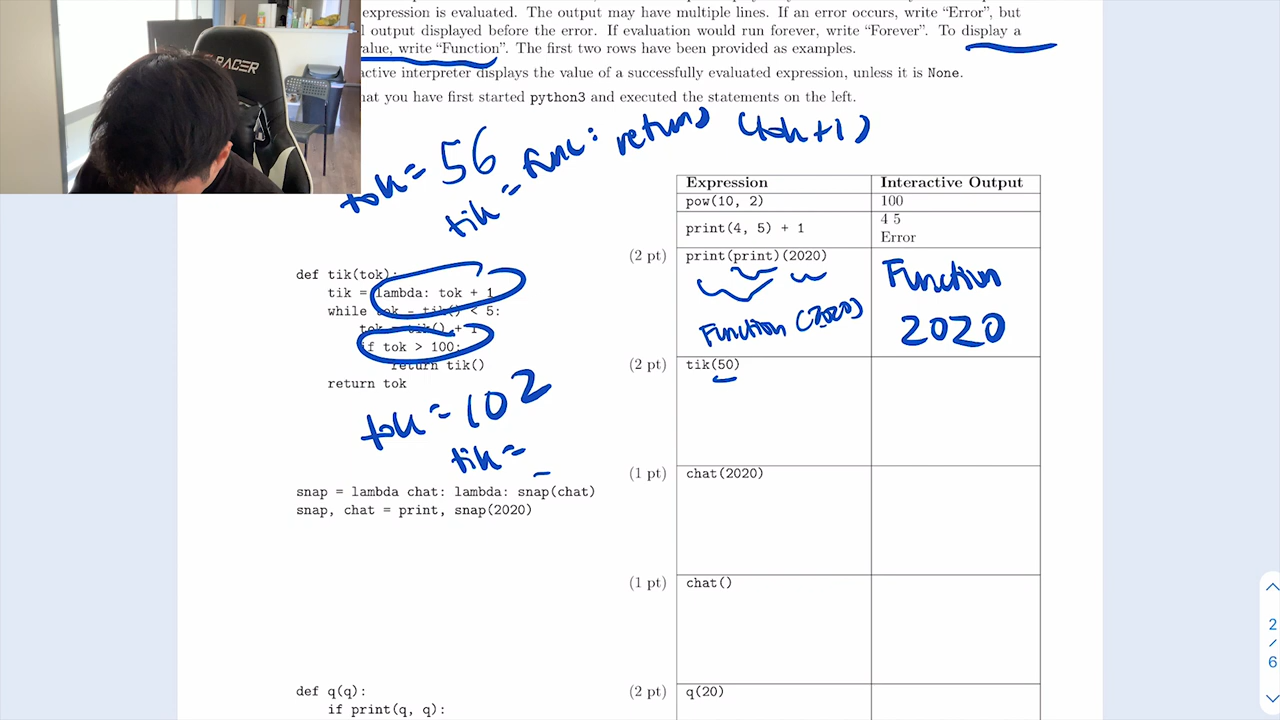 expression is evaluated. The output may have multiple lines. If an error occurs, write “Error”, but
output displayed before the error. If evaluation would run forever, write “Forever”. To display a
alue, write “Function”. The first two rows have been provided as examples.
active interpreter displays the value of a successfully evaluated expression, unless it is None.
hat you have first started python3 and executed the statements on the left.
RACER
tok = 56
tik = func: return (tok+1)
Expression Interactive Output
pow(10, 2) 100
print(4, 5) + 1 4 5
Error
(2 pt) print(print)(2020)
Function (2020)
Function
2020
def tik(tok):
tik = lambda: tok + 1
while tok - tik() < 5:
tok = tik() + 1
if tok > 100:
return tik()
return tok
(2 pt) tik(50)
tok = 102
tik =
(1 pt) chat(2020)
snap = lambda chat: lambda: snap(chat)
snap, chat = print, snap(2020)
(1 pt) chat()
def q(q):
if print(q, q):
(2 pt) q(20)
2
/
6